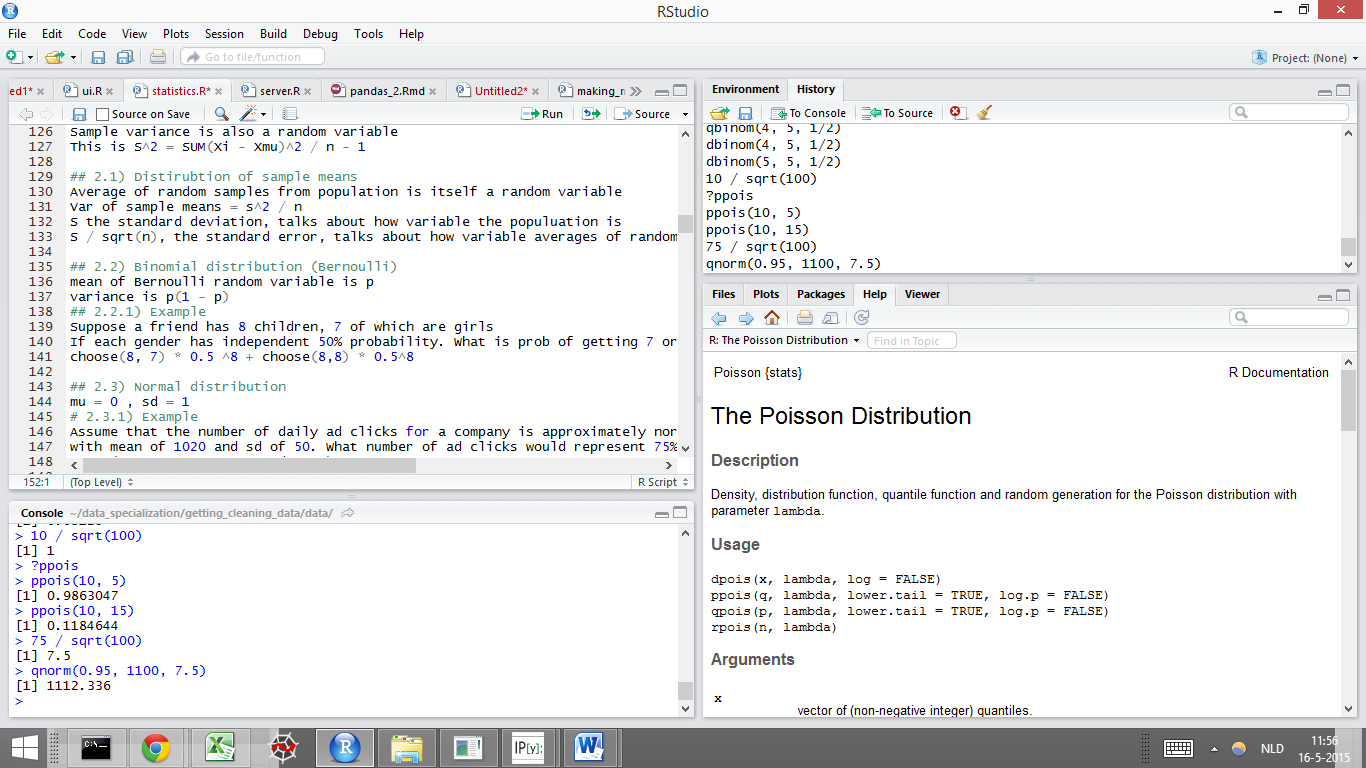 RStudio
File Edit Code View Plots Session Build Debug Tools Help
Go to file/function
Project: (None)
ed1* ui.R statistics.R* server.R pandas_2.Rmd Untitled2* making_r
Source on Save Run Source
126 Sample variance is also a random variable
127 This is S^2 = SUM(Xi - Xmu)^2 / n - 1
128
129 ## 2.1) Distirubtion of sample means
130 Average of random samples from population is itself a random variable
131 Var of sample means = s^2 / n
132 S the standard deviation, talks about how variable the populuation is
133 S / sqrt(n), the standard error, talks about how variable averages of random
134
135 ## 2.2) Binomial distribution (Bernoulli)
136 mean of Bernoulli random variable is p
137 variance is p(1 - p)
138 ## 2.2.1) Example
139 Suppose a friend has 8 children, 7 of which are girls
140 If each gender has independent 50% probability. What is prob of getting 7 or
141 choose(8, 7) * 0.5 ^8 + choose(8,8) * 0.5^8
142
143 ## 2.3) Normal distribution
144 mu = 0 , sd = 1
145 # 2.3.1) Example
146 Assume that the number of daily ad clicks for a company is approximately nor
147 with mean of 1020 and sd of 50. What number of ad clicks would represent 75%
148
152:1 (Top Level) R Script
Console ~/data_specialization/getting_cleaning_data/data/
> 10 / sqrt(100)
[1] 1
> ?ppois
> ppois(10, 5)
[1] 0.9863047
> ppois(10, 15)
[1] 0.1184644
> 75 / sqrt(100)
[1] 7.5
> qnorm(0.95, 1100, 7.5)
[1] 1112.336
>
Environment History
To Console To Source
qbinom(4, 5, 1/2)
dbinom(4, 5, 1/2)
dbinom(5, 5, 1/2)
10 / sqrt(100)
?ppois
ppois(10, 5)
ppois(10, 15)
75 / sqrt(100)
qnorm(0.95, 1100, 7.5)
Files Plots Packages Help Viewer
R: The Poisson Distribution Find in Topic
Poisson {stats} R Documentation
The Poisson Distribution
Description
Density, distribution function, quantile function and random generation for the Poisson distribution with
parameter lambda.
Usage
dpois(x, lambda, log = FALSE)
ppois(q, lambda, lower.tail = TRUE, log.p = FALSE)
qpois(p, lambda, lower.tail = TRUE, log.p = FALSE)
rpois(n, lambda)
Arguments
x
vector of (non-negative integer) quantiles.
C:\_
IP[y]:
NLD
11:56
16-5-2015